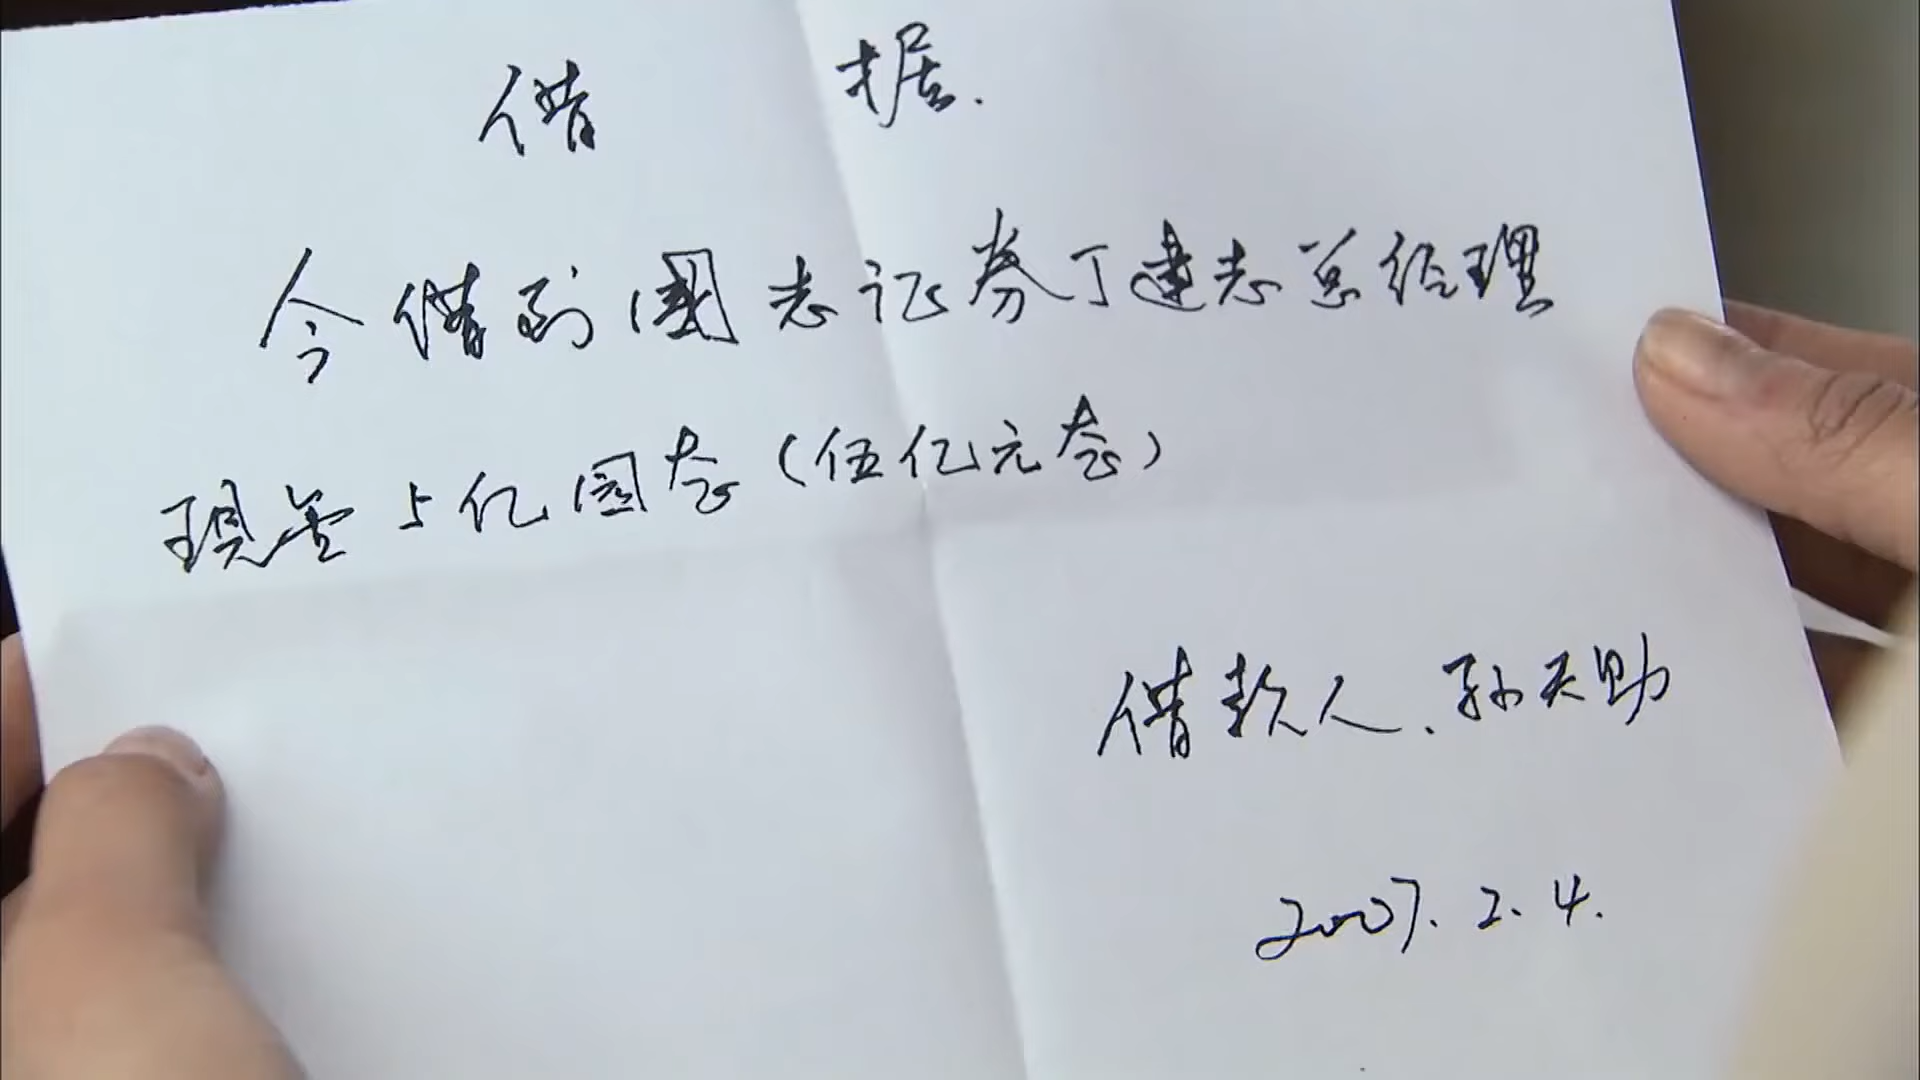 借 据.
今借到国志证券丁建志总经理
现金5亿圆整(伍亿元整)
借款人、孙天助
2007.2.4.